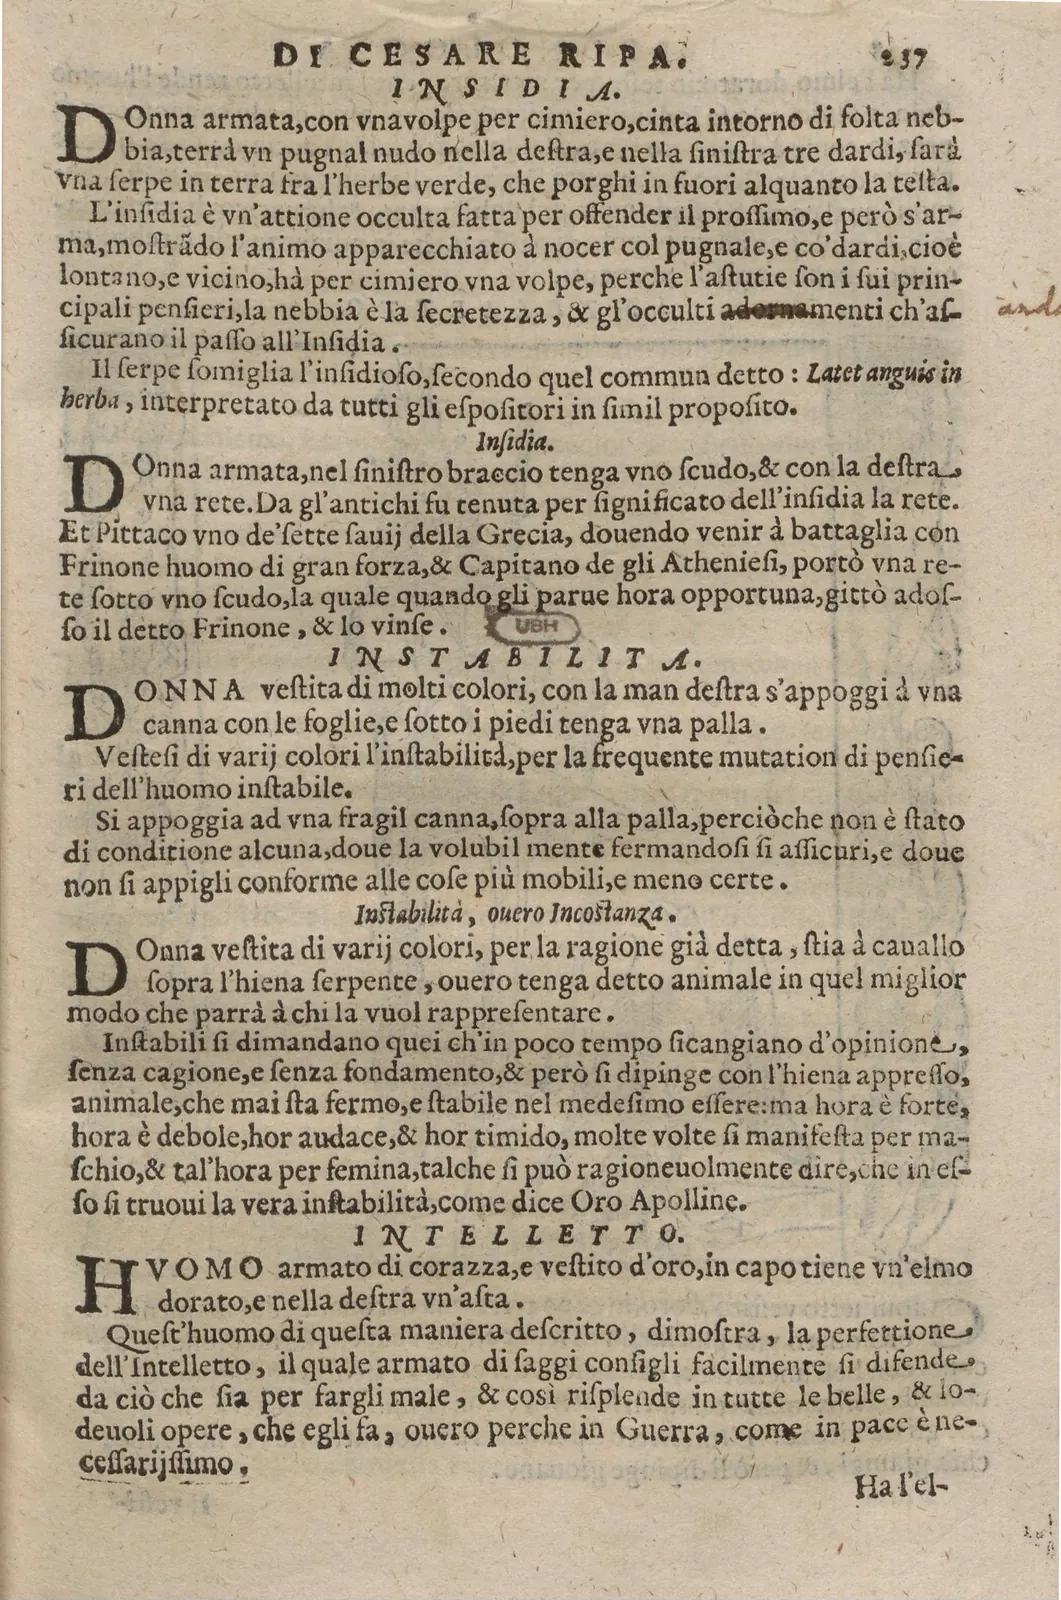 DI CESARE RIPA. 237
INSIDIA.
DOnna armata,con vna volpe per cimiero,cinta intorno di folta neb-
bia,terrà vn pugnal nudo nella deſtra,e nella ſiniſtra tre dardi, ſarà
vna ſerpe in terra fra l'herbe verde, che porghi in fuori alquanto la teſta.
L'inſidia è vn'attione occulta fatta per offender il proſſimo,e però s'ar-
ma,moſtrãdo l'animo apparecchiato à nocer col pugnale,e co'dardi,cioè
lontano,e vicino,hà per cimiero vna volpe, perche l'aſtutie ſon i ſui prin-
cipali penſieri,la nebbia è la ſecretezza, & gl'occulti adornamenti ch'aſ-
ſicurano il paſſo all'Inſidia.
Il ſerpe ſomiglia l'inſidioſo,ſecondo quel commun detto: Latet anguis in
herba, interpretato da tutti gli eſpoſitori in ſimil propoſito.
Inſidia.
DOnna armata,nel ſiniſtro braccio tenga vno ſcudo,& con la deſtra
vna rete. Da gl'antichi fu tenuta per ſignificato dell'inſidia la rete.
Et Pittaco vno de'ſette ſauij della Grecia, douendo venir à battaglia con
Frinone huomo di gran forza,& Capitano de gli Athenieſi, portò vna re-
te ſotto vno ſcudo,la quale quando gli parue hora opportuna,gittò adoſ-
ſo il detto Frinone, & lo vinſe. UBH
INSTABILITA.
DONNA veſtita di molti colori, con la man deſtra s'appoggi à vna
canna con le foglie,e ſotto i piedi tenga vna palla.
Veſteſi di varij colori l'inſtabilità,per la frequente mutation di penſie-
ri dell'huomo inſtabile.
Si appoggia ad vna fragil canna,ſopra alla palla,perciòche non è ſtato
di conditione alcuna,doue la volubil mente fermandoſi ſi aſſicuri,e doue
non ſi appigli conforme alle coſe più mobili,e meno certe.
Inſtabilità, ouero Incoſtanza.
DOnna veſtita di varij colori, per la ragione già detta, ſtia à cauallo
ſopra l'hiena ſerpente, ouero tenga detto animale in quel miglior
modo che parrà à chi la vuol rappreſentare.
Inſtabili ſi dimandano quei ch'in poco tempo ſi cangiano d'opinione,
ſenza cagione,e ſenza fondamento,& però ſi dipinge con l'hiena appreſſo,
animale,che mai ſta fermo,e ſtabile nel medeſimo eſſere:ma hora è forte,
hora è debole,hor audace,& hor timido, molte volte ſi manifeſta per ma-
ſchio,& tal'hora per femina,talche ſi può ragioneuolmente dire,che in eſ-
ſo ſi truoui la vera inſtabilità,come dice Oro Apolline.
INTELLETTO.
HVOMO armato di corazza,e veſtito d'oro,in capo tiene vn'elmo
dorato,e nella deſtra vn'aſta.
Queſt'huomo di queſta maniera deſcritto, dimoſtra, la perfettione
dell'Intelletto, il quale armato di ſaggi conſigli facilmente ſi difende
da ciò che ſia per fargli male, & così riſplende in tutte le belle, & lo-
deuoli opere, che egli fa, ouero perche in Guerra, come in pace è ne-
ceſſarijſſimo.
Ha l'el-